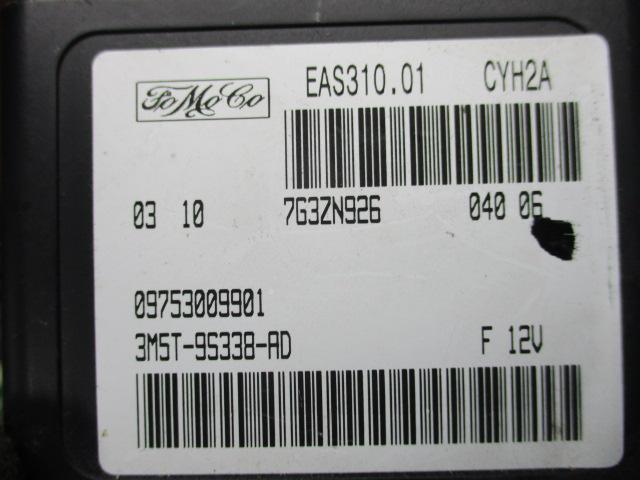 FoMoCo EAS310.01 CYH2A
03 10 7G3ZN926 040 06
09753009901
3M5T-9S338-AD F 12V